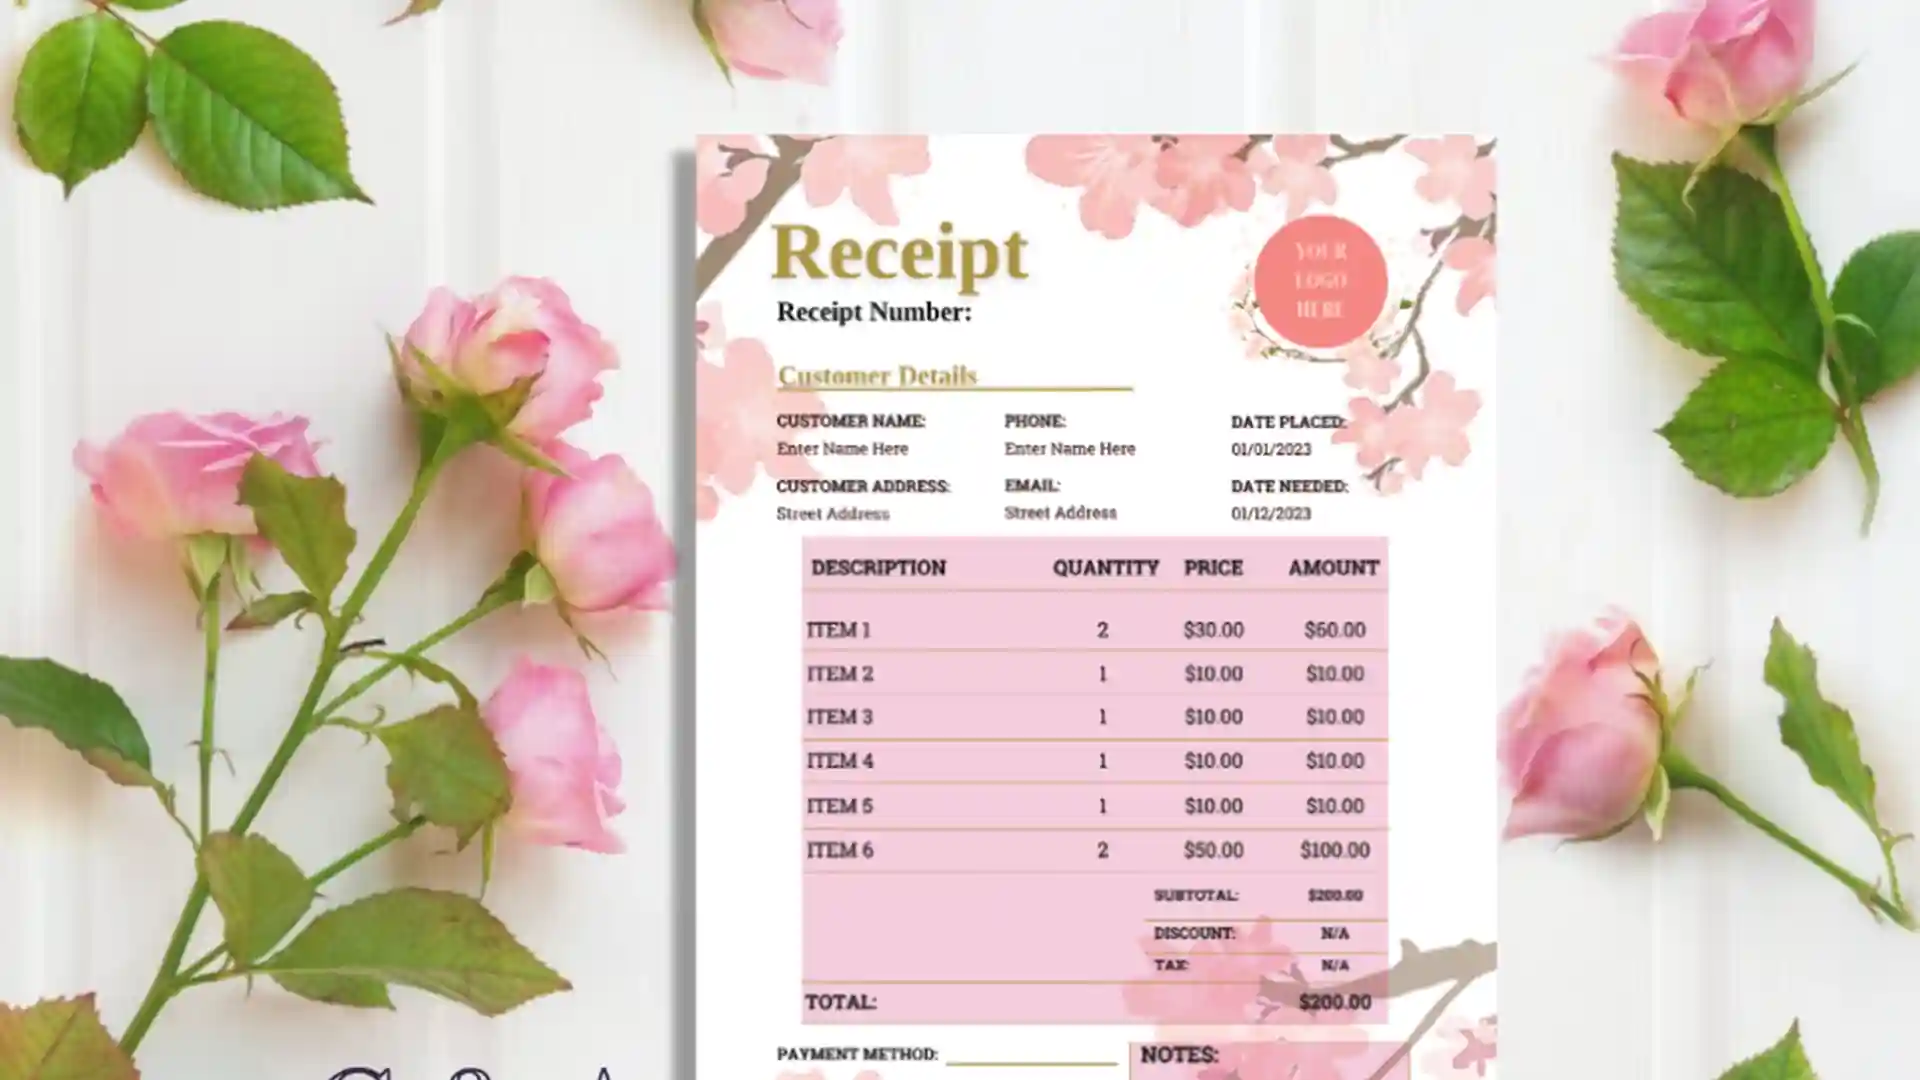 Receipt
YOUR
LOGO
HERE
Receipt Number:
Customer Details
CUSTOMER NAME:
Enter Name Here
PHONE:
Enter Name Here
DATE PLACED:
01/01/2023
CUSTOMER ADDRESS:
Street Address
EMAIL:
Street Address
DATE NEEDED:
01/12/2023
DESCRIPTION QUANTITY PRICE AMOUNT
ITEM 1 2 $30.00 $60.00
ITEM 2 1 $10.00 $10.00
ITEM 3 1 $10.00 $10.00
ITEM 4 1 $10.00 $10.00
ITEM 5 1 $10.00 $10.00
ITEM 6 2 $50.00 $100.00
SUBTOTAL: $200.00
DISCOUNT: N/A
TAX: N/A
TOTAL: $200.00
PAYMENT METHOD:
NOTES: